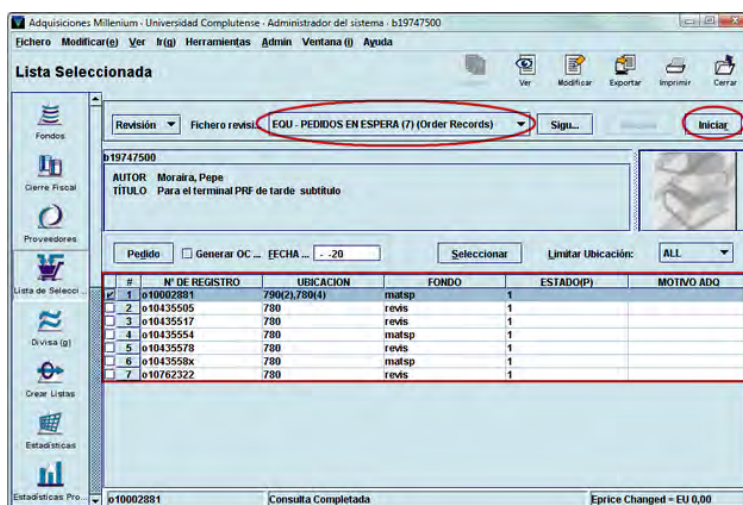 Adquisiciones Millenium · Universidad Complutense · Administrador del sistema · b19747500
Fichero Modificar(e) Ver Ir(g) Herramientas Admin Ventana (i) Ayuda
Lista Seleccionada
Ver Modificar Exportar Imprimir Cerrar
Fondos
Cierre Fiscal
Proveedores
Lista de Selecci...
Divisa (g)
Crear Listas
Estadísticas
Estadísticas Pro...
Revisión Fichero revisi... EQU - PEDIDOS EN ESPERA (7) (Order Records) Sigu... Iniciar
b19747500
AUTOR Moraira, Pepe
TÍTULO Para el terminal PRF de tarde subtítulo
Pedido Generar OC ... FECHA ... - -20 Seleccionar Limitar Ubicación: ALL
# Nº DE REGISTRO UBICACION FONDO ESTADO(P) MOTIVO ADQ
1 o10002881 790(2),780(4) matsp 1
2 o10435505 780 revis 1
3 o10435517 780 revis 1
4 o10435554 780 matsp 1
5 o10435578 780 revis 1
6 o1043558x 780 matsp 1
7 o10762322 780 revis 1
o10002881 Consulta Completada Eprice Changed = EU 0,00